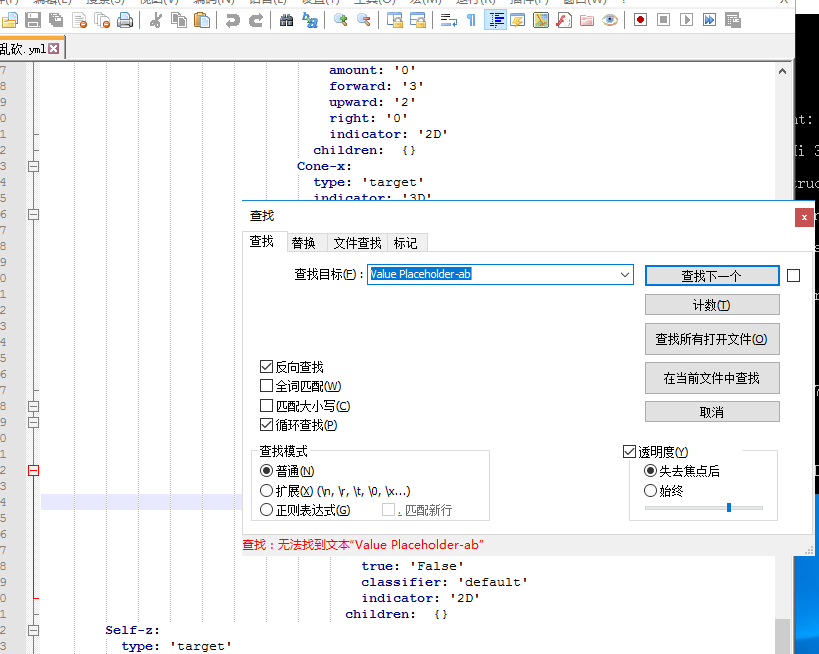 乱砍.yml
amount: '0'
forward: '3'
upward: '2'
right: '0'
indicator: '2D'
children: {}
Cone-x:
type: 'target'
indicator: '3D'
查找
查找 替换 文件查找 标记
查找目标(F)： Value Placeholder-ab
查找下一个
计数(T)
查找所有打开文件(O)
在当前文件中查找
取消
反向查找
全词匹配(W)
匹配大小写(C)
循环查找(P)
查找模式
普通(N)
扩展(X) (\n, \r, \t, \0, \x...)
正则表达式(G) . 匹配新行
透明度(Y)
失去焦点后
始终
查找：无法找到文本“Value Placeholder-ab”
true: 'False'
classifier: 'default'
indicator: '2D'
children: {}
Self-z:
type: 'target'